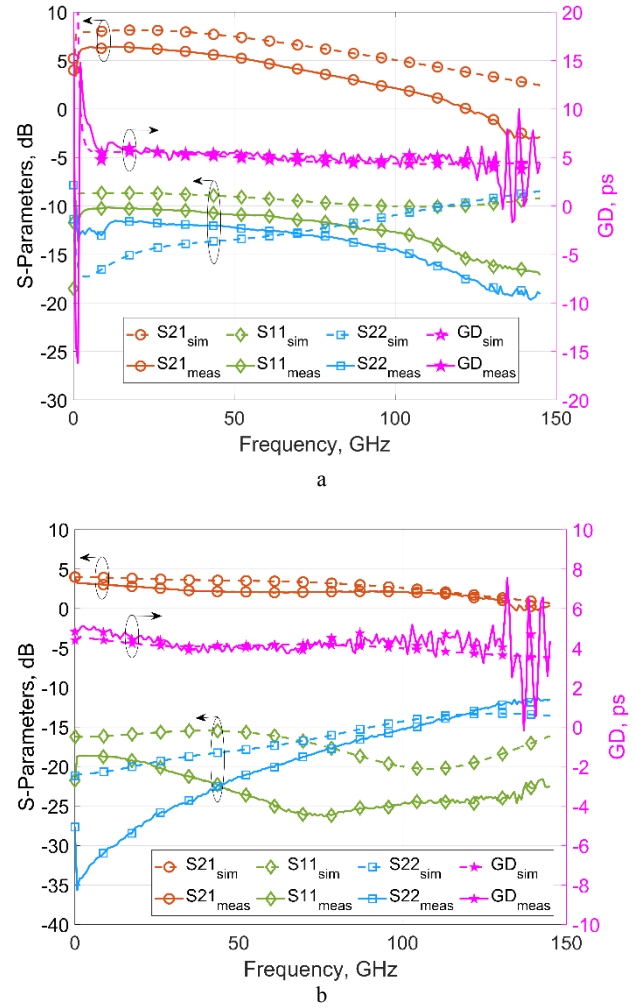 20
15
10
5
0
-5
-10
-15
-20
GD, ps
10
5
0
-5
-10
-15
-20
-25
-30
S-Parameters, dB
S21sim S11sim S22sim GDsim
S21meas S11meas S22meas GDmeas
0 50 100 150
Frequency, GHz
a
10
5
0
-5
-10
-15
-20
-25
-30
-35
-40
S-Parameters, dB
10
8
6
4
2
0
-2
-4
-6
-8
-10
GD, ps
S21sim S11sim S22sim GDsim
S21meas S11meas S22meas GDmeas
0 50 100 150
Frequency, GHz
b